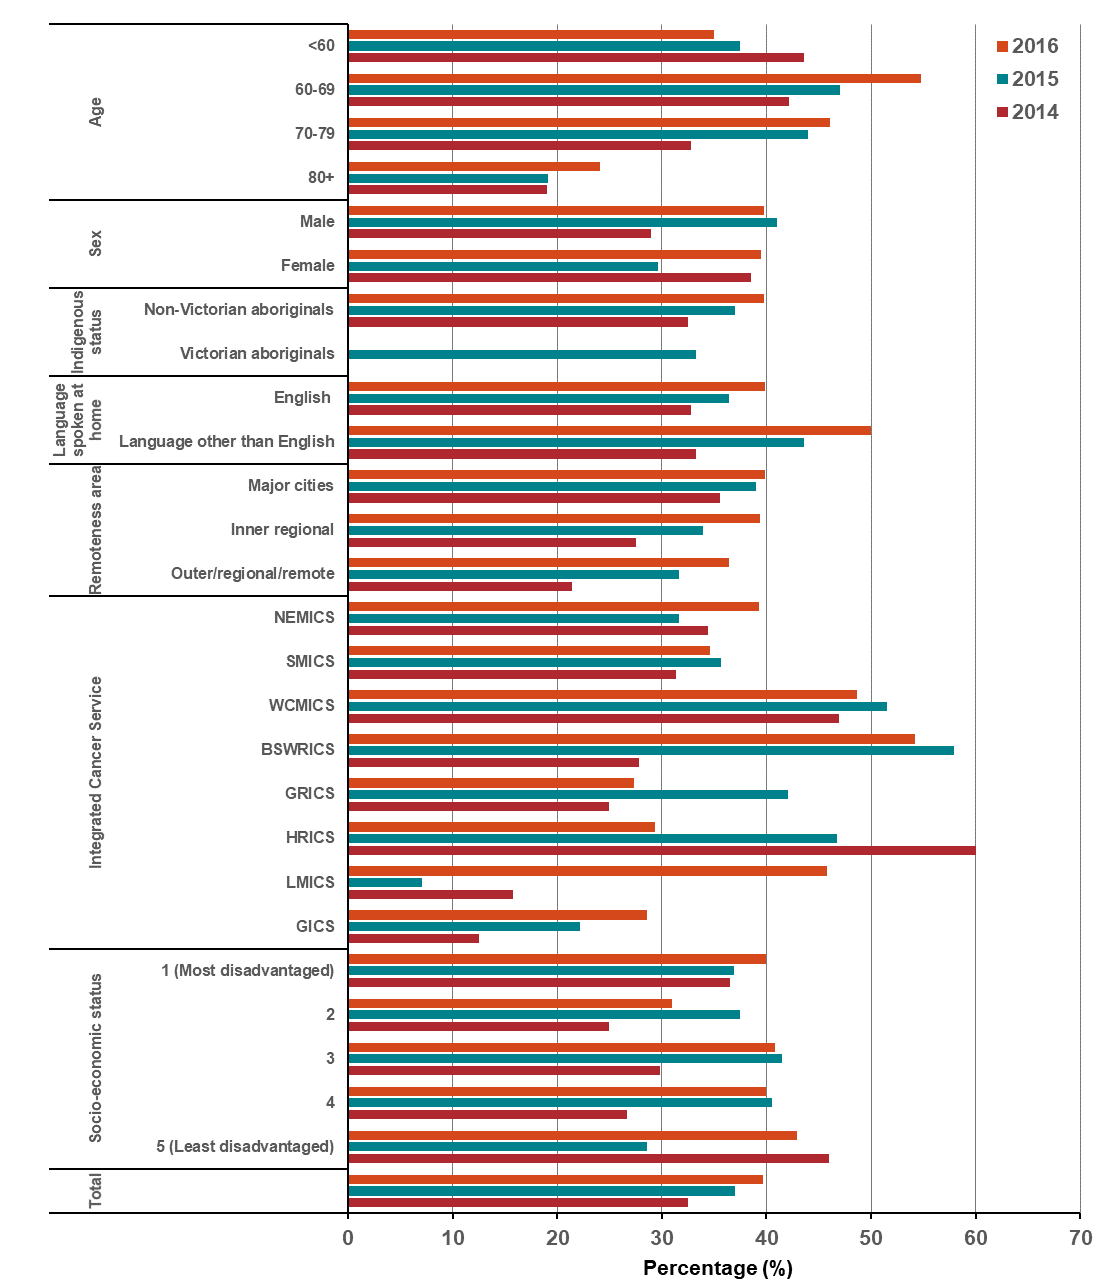 2016
2015
2014
Age
<60
60-69
70-79
80+
Sex
Male
Female
Indigenous
status
Non-Victorian aboriginals
Victorian aboriginals
Language
spoken at
home
English
Language other than English
Remoteness area
Major cities
Inner regional
Outer/regional/remote
Integrated Cancer Service
NEMICS
SMICS
WCMICS
BSWRICS
GRICS
HRICS
LMICS
GICS
Socio-economic status
1 (Most disadvantaged)
2
3
4
5 (Least disadvantaged)
Total
0 10 20 30 40 50 60 70
Percentage (%)